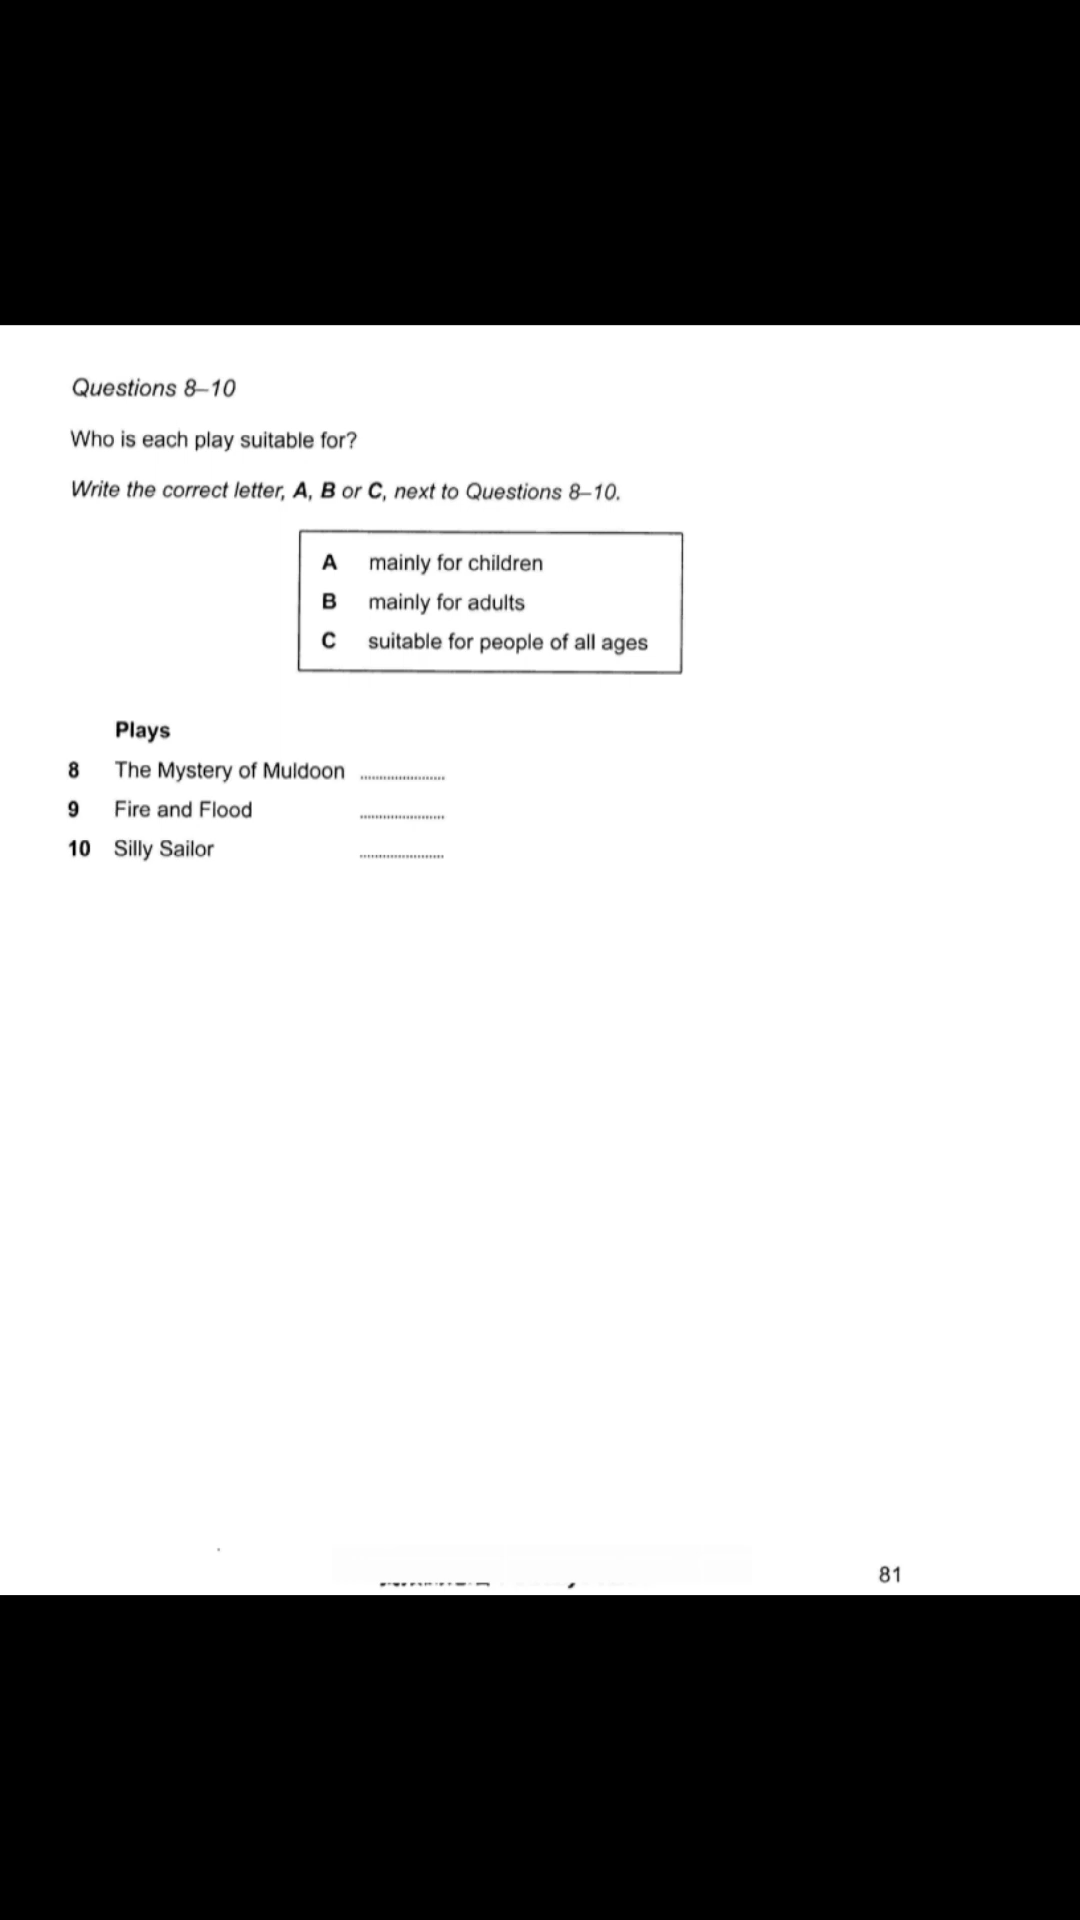 Questions 8–10
Who is each play suitable for?
Write the correct letter, A, B or C, next to Questions 8–10.
A mainly for children
B mainly for adults
C suitable for people of all ages
Plays
8 The Mystery of Muldoon ......................
9 Fire and Flood ......................
10 Silly Sailor ......................
81